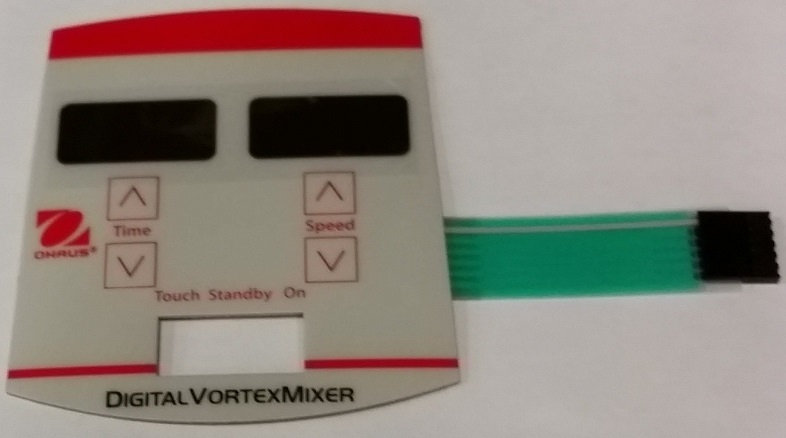 Time Speed
OHAUS®
Touch Standby On
DIGITALVORTEXMIXER